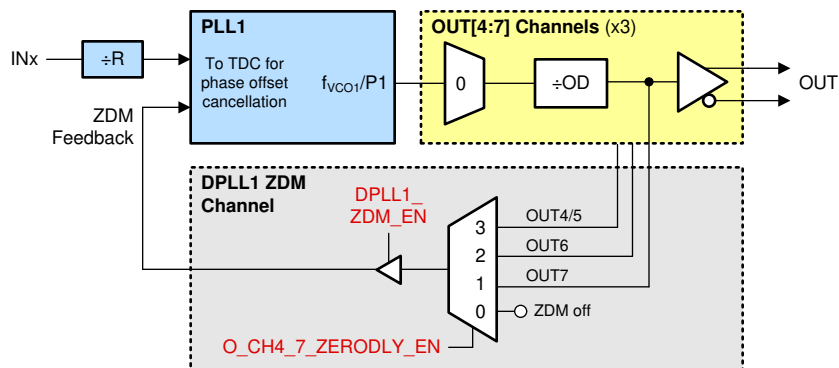 PLL1
OUT[4:7] Channels (x3)
INx
÷R
To TDC for
phase offset
cancellation
fVCO1/P1
0
÷OD
OUT
ZDM
Feedback
DPLL1 ZDM
Channel
DPLL1_
ZDM_EN
3
OUT4/5
2
OUT6
1
OUT7
0
ZDM off
O_CH4_7_ZERODLY_EN